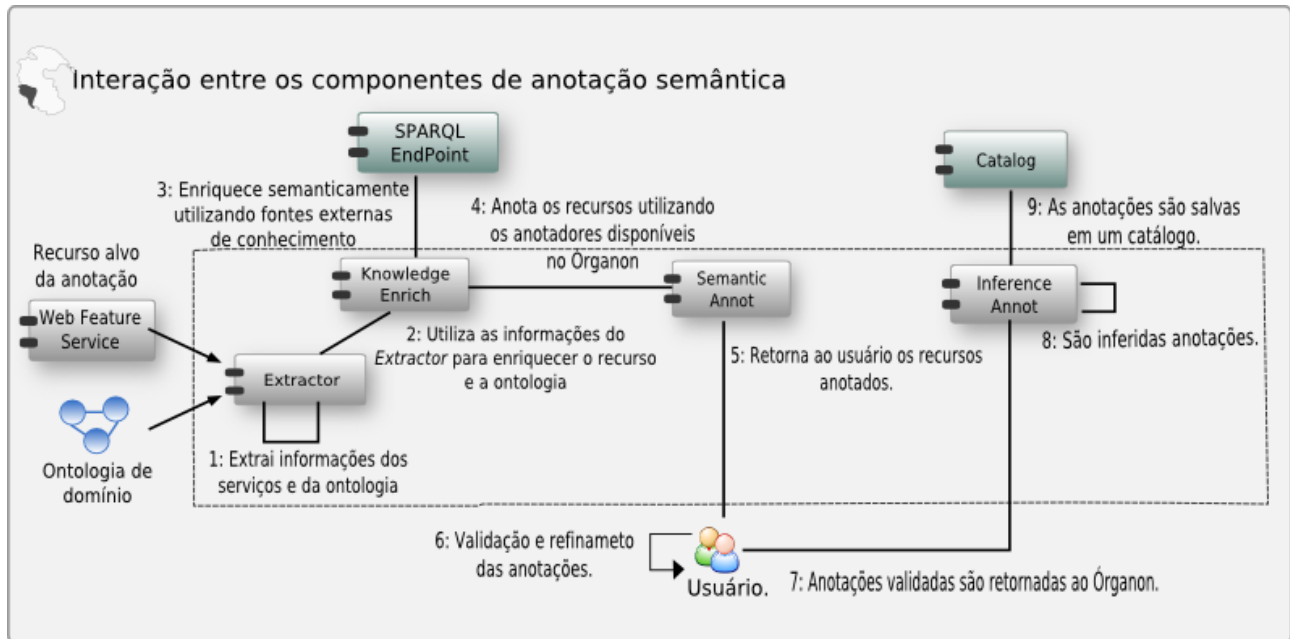 Interação entre os componentes de anotação semântica
SPARQL
EndPoint
Catalog
3: Enriquece semanticamente
utilizando fontes externas
de conhecimento
4: Anota os recursos utilizando
os anotadores disponíveis
no Órganon
9: As anotações são salvas
em um catálogo.
Recurso alvo
da anotação
Web Feature
Service
Knowledge
Enrich
Semantic
Annot
Inference
Annot
2: Utiliza as informações do
Extractor para enriquecer o recurso
e a ontologia
5: Retorna ao usuário os recursos
anotados.
8: São inferidas anotações.
Extractor
Ontologia de
domínio
1: Extrai informações dos
serviços e da ontologia
6: Validação e refinameto
das anotações.
Usuário.
7: Anotações validadas são retornadas ao Órganon.